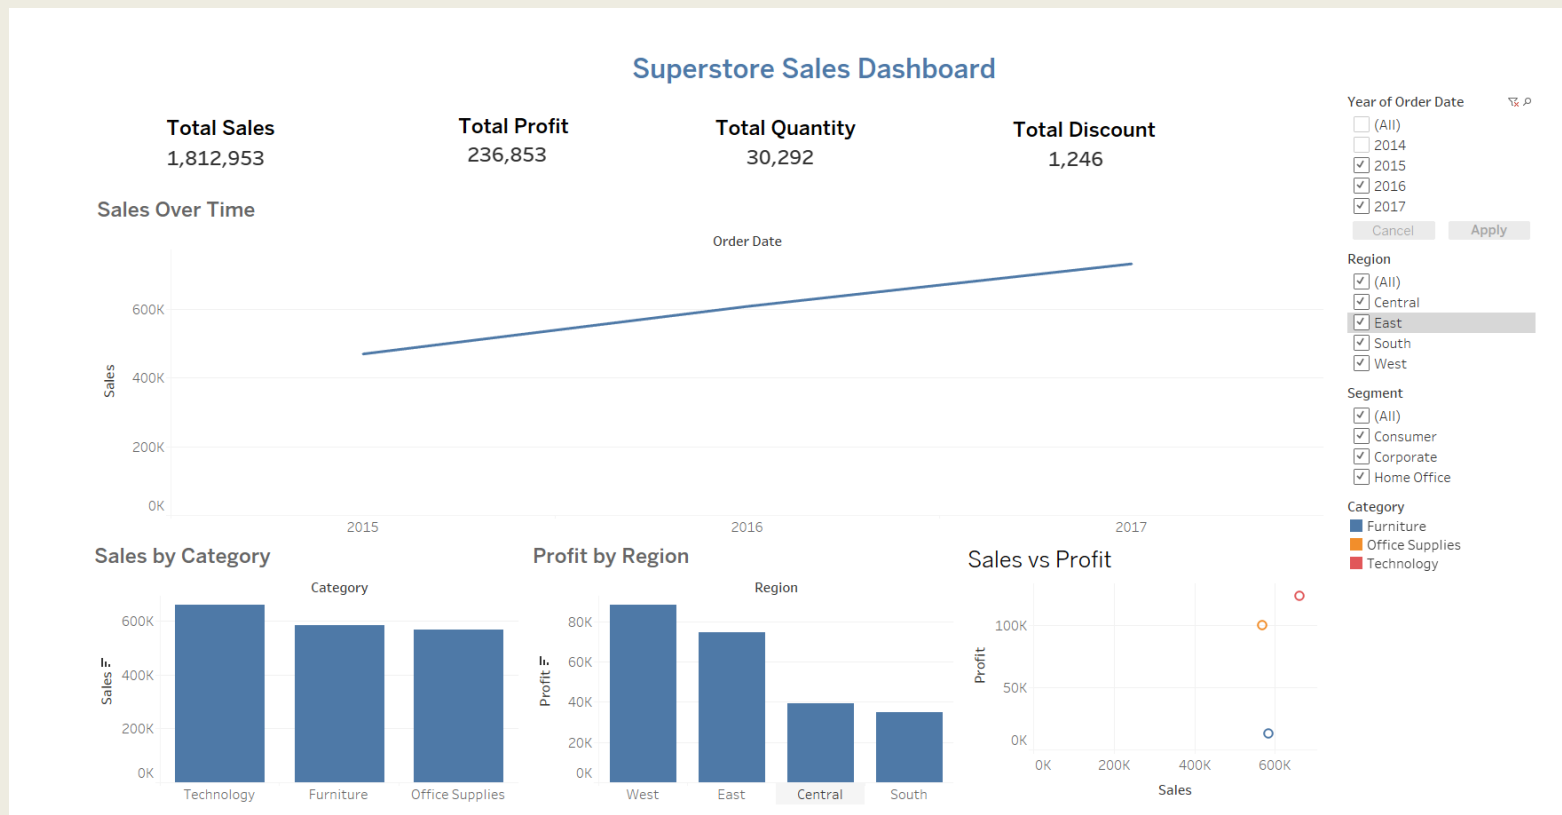 Superstore Sales Dashboard
Total Sales
1,812,953
Total Profit
236,853
Total Quantity
30,292
Total Discount
1,246
Sales Over Time
Order Date
Sales
600K
400K
200K
0K
2015
2016
2017
Sales by Category
Category
Sales
600K
400K
200K
0K
Technology
Furniture
Office Supplies
Profit by Region
Region
Profit
80K
60K
40K
20K
0K
West
East
Central
South
Sales vs Profit
Profit
100K
50K
0K
0K
200K
400K
600K
Sales
Year of Order Date
(All)
2014
2015
2016
2017
Cancel
Apply
Region
(All)
Central
East
South
West
Segment
(All)
Consumer
Corporate
Home Office
Category
Furniture
Office Supplies
Technology